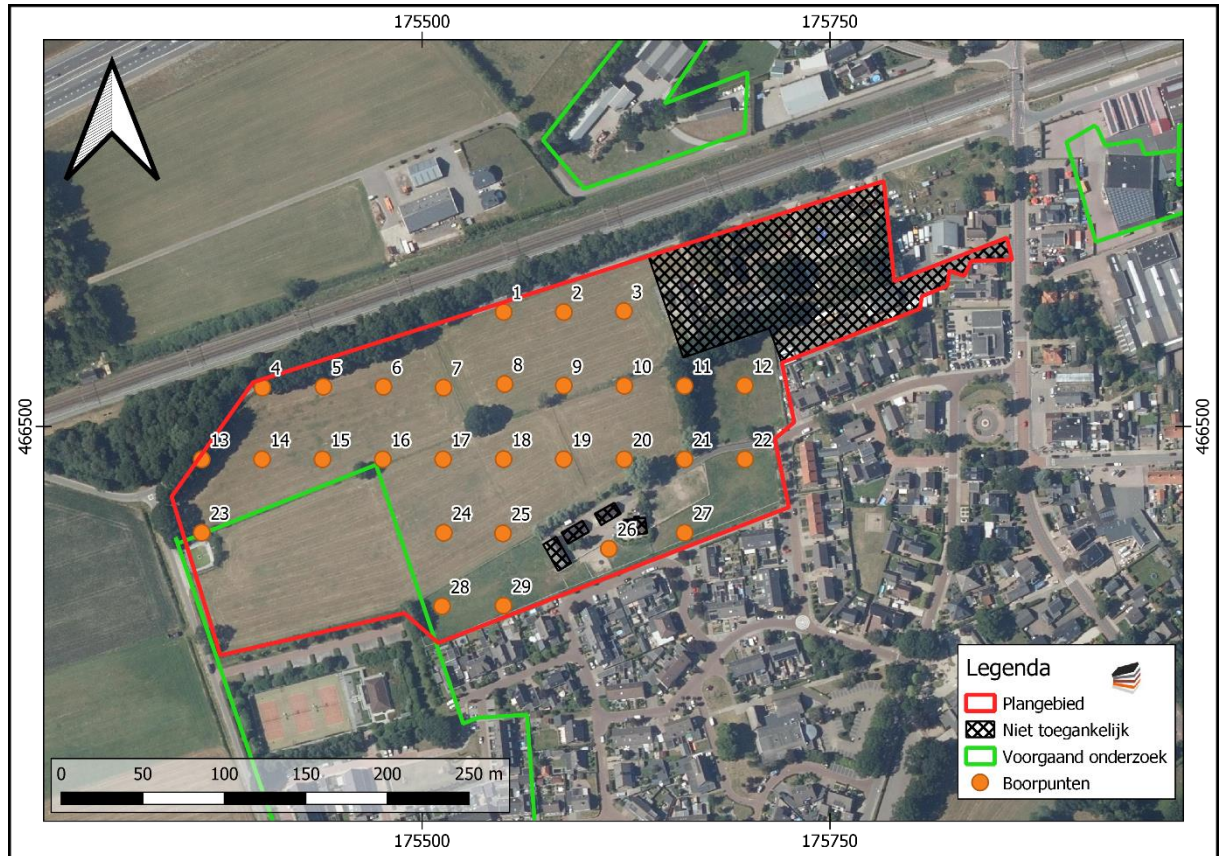 175500 175750
1 2 3
4 5 6 7 8 9 10 11 12
466500 466500
13 14 15 16 17 18 19 20 21 22
23 24 25 26 27
28 29
Legenda
Plangebied
Niet toegankelijk
Voorgaand onderzoek
Boorpunten
0 50 100 150 200 250 m
175500 175750